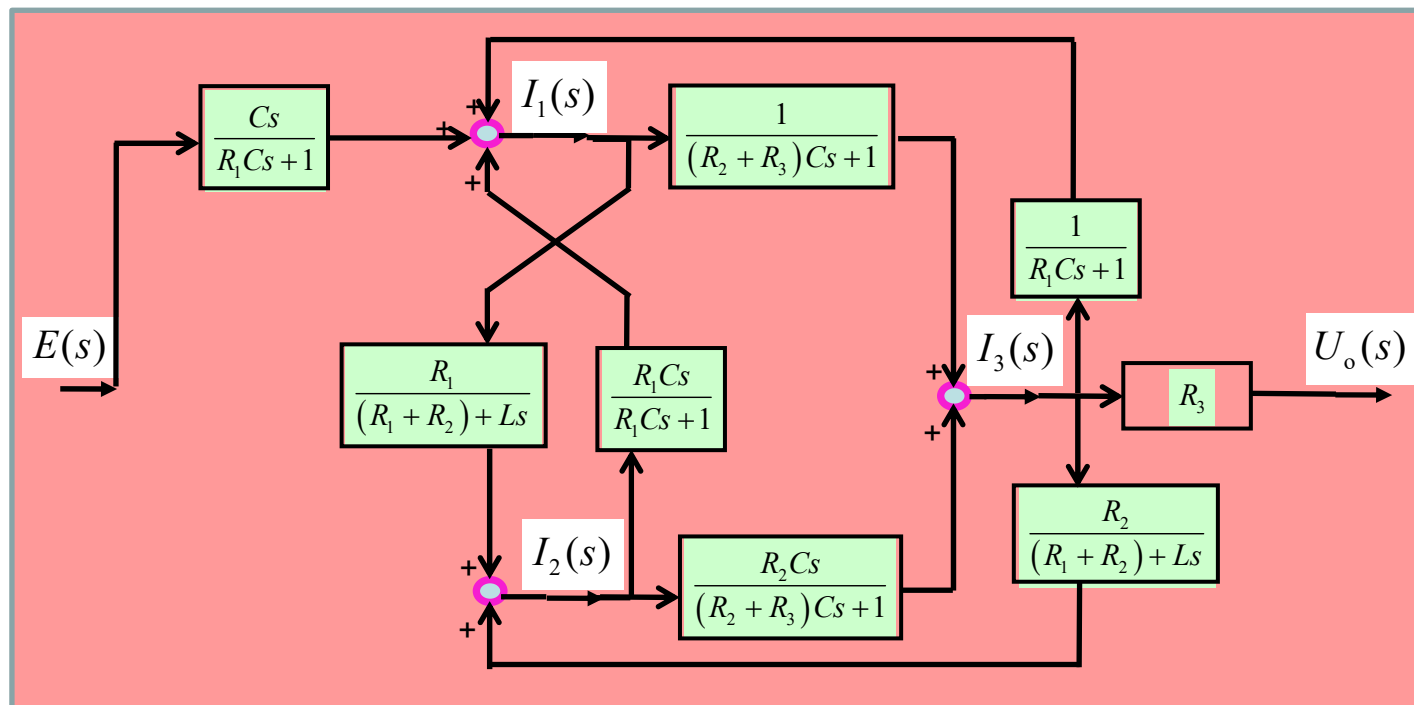 I₁(s)
Cs / (R₁Cs + 1)
+
+
+
1 / ((R₂ + R₃)Cs + 1)
1 / (R₁Cs + 1)
E(s)
R₁ / ((R₁ + R₂) + Ls)
R₁Cs / (R₁Cs + 1)
+
+
I₃(s)
R₃
Uₒ(s)
I₂(s)
+
+
R₂Cs / ((R₂ + R₃)Cs + 1)
R₂ / ((R₁ + R₂) + Ls)